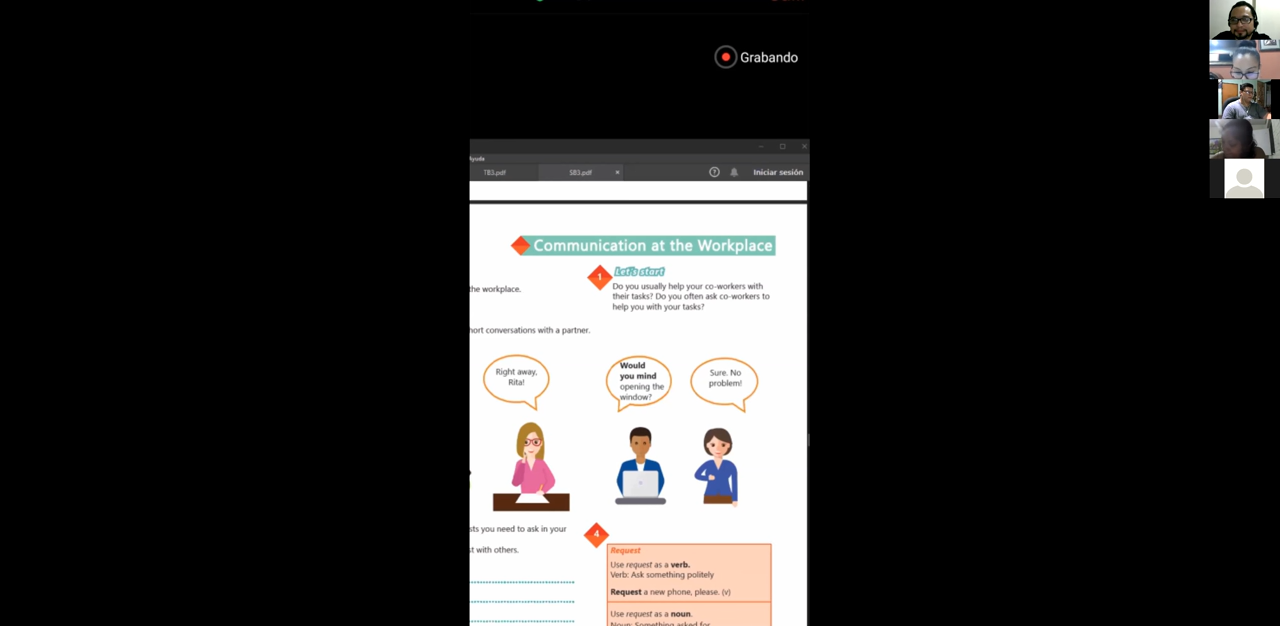 Grabando
Ayuda
TB3.pdf
SB3.pdf
Iniciar sesión
Communication at the Workplace
1
Let's start
Do you usually help your co-workers with
their tasks? Do you often ask co-workers to
help you with your tasks?
the workplace.
hort conversations with a partner.
Right away,
Rita!
Would
you mind
opening the
window?
Sure. No
problem!
sts you need to ask in your
t with others.
4
Request
Use request as a verb.
Verb: Ask something politely
Request a new phone, please. (v)
Use request as a noun.
Noun: Something asked for